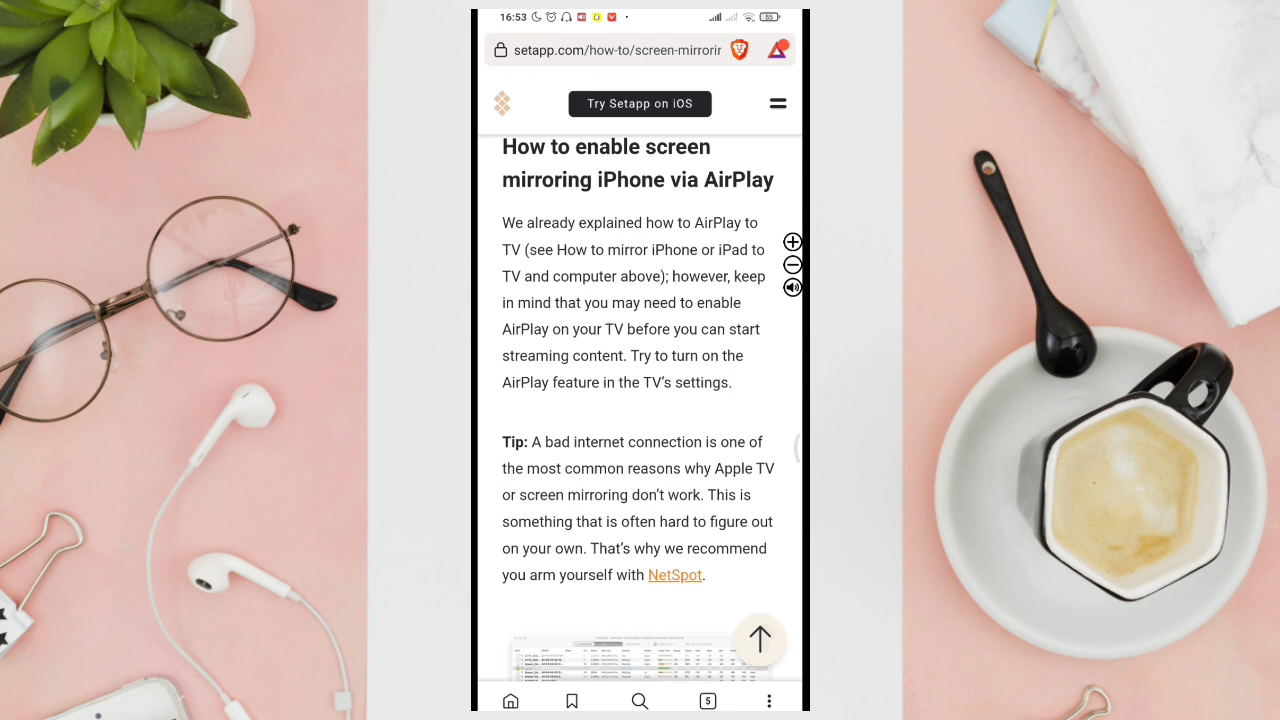 16:53
55
setapp.com/how-to/screen-mirrorir
Try Setapp on iOS
How to enable screen
mirroring iPhone via AirPlay
We already explained how to AirPlay to
TV (see How to mirror iPhone or iPad to
TV and computer above); however, keep
in mind that you may need to enable
AirPlay on your TV before you can start
streaming content. Try to turn on the
AirPlay feature in the TV’s settings.
Tip: A bad internet connection is one of
the most common reasons why Apple TV
or screen mirroring don’t work. This is
something that is often hard to figure out
on your own. That’s why we recommend
you arm yourself with NetSpot.
5